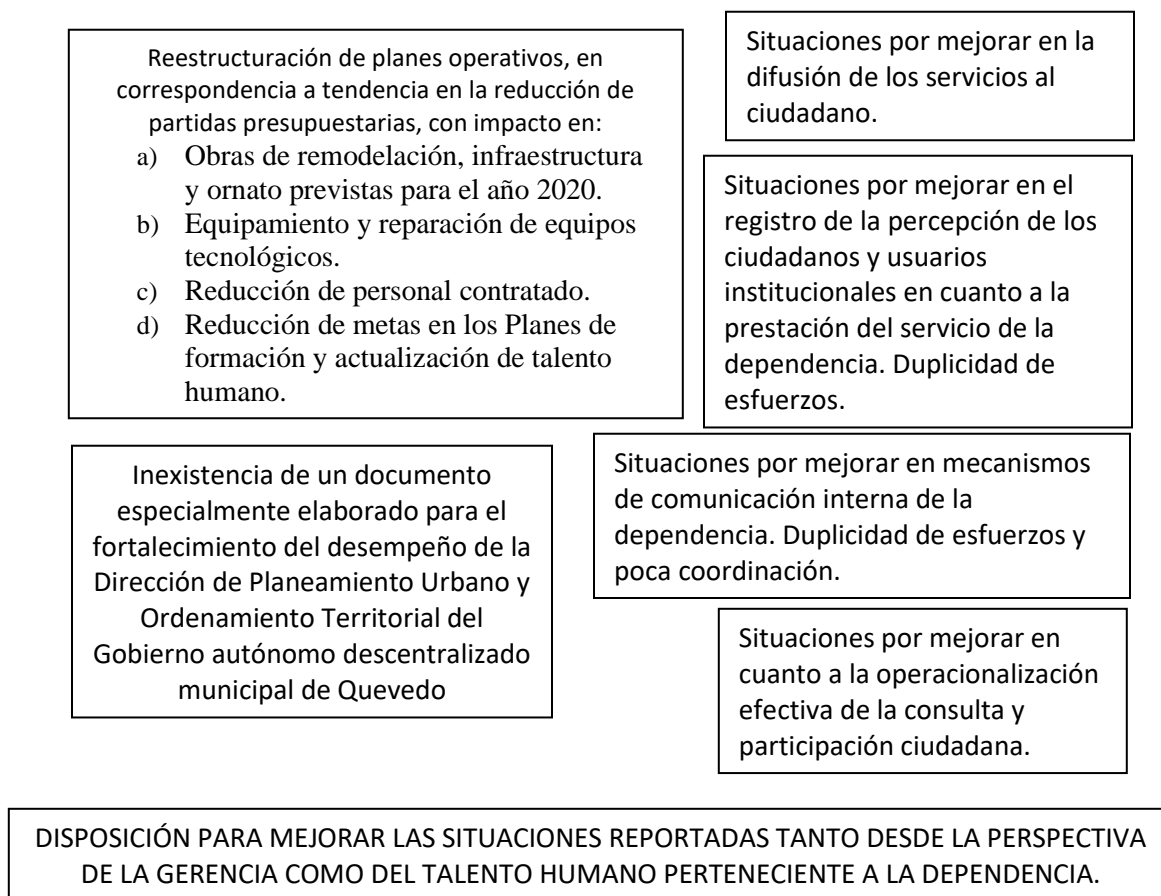 Reestructuración de planes operativos, en
correspondencia a tendencia en la reducción de
partidas presupuestarias, con impacto en:
a) Obras de remodelación, infraestructura
y ornato previstas para el año 2020.
b) Equipamiento y reparación de equipos
tecnológicos.
c) Reducción de personal contratado.
d) Reducción de metas en los Planes de
formación y actualización de talento
humano.
Situaciones por mejorar en la
difusión de los servicios al
ciudadano.
Situaciones por mejorar en el
registro de la percepción de los
ciudadanos y usuarios
institucionales en cuanto a la
prestación del servicio de la
dependencia. Duplicidad de
esfuerzos.
Inexistencia de un documento
especialmente elaborado para el
fortalecimiento del desempeño de la
Dirección de Planeamiento Urbano y
Ordenamiento Territorial del
Gobierno autónomo descentralizado
municipal de Quevedo
Situaciones por mejorar en mecanismos
de comunicación interna de la
dependencia. Duplicidad de esfuerzos y
poca coordinación.
Situaciones por mejorar en
cuanto a la operacionalización
efectiva de la consulta y
participación ciudadana.
DISPOSICIÓN PARA MEJORAR LAS SITUACIONES REPORTADAS TANTO DESDE LA PERSPECTIVA
DE LA GERENCIA COMO DEL TALENTO HUMANO PERTENECIENTE A LA DEPENDENCIA.